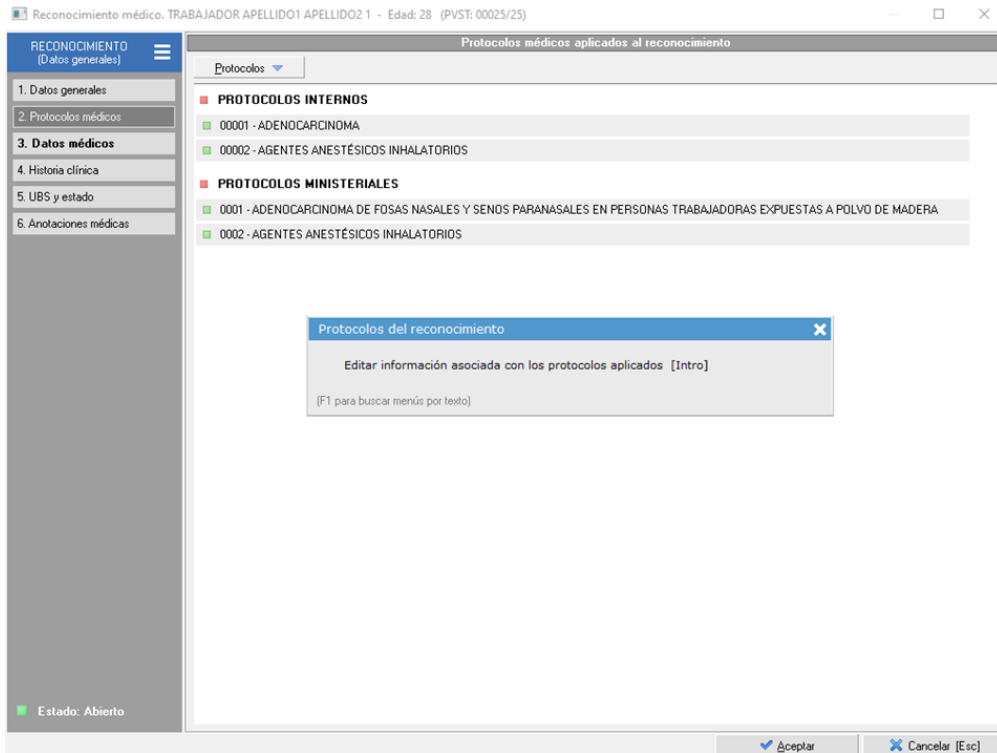 Reconocimiento médico. TRABAJADOR APELLIDO1 APELLIDO2 1 - Edad: 28 (PVST: 00025/25)
RECONOCIMIENTO
(Datos generales)
1. Datos generales
2. Protocolos médicos
3. Datos médicos
4. Historia clínica
5. UBS y estado
6. Anotaciones médicas
Estado: Abierto
Protocolos médicos aplicados al reconocimiento
Protocolos
PROTOCOLOS INTERNOS
00001 - ADENOCARCINOMA
00002 - AGENTES ANESTÉSICOS INHALATORIOS
PROTOCOLOS MINISTERIALES
0001 - ADENOCARCINOMA DE FOSAS NASALES Y SENOS PARANASALES EN PERSONAS TRABAJADORAS EXPUESTAS A POLVO DE MADERA
0002 - AGENTES ANESTÉSICOS INHALATORIOS
Protocolos del reconocimiento
Editar información asociada con los protocolos aplicados [Intro]
(F1 para buscar menús por texto)
Aceptar
Cancelar [Esc]